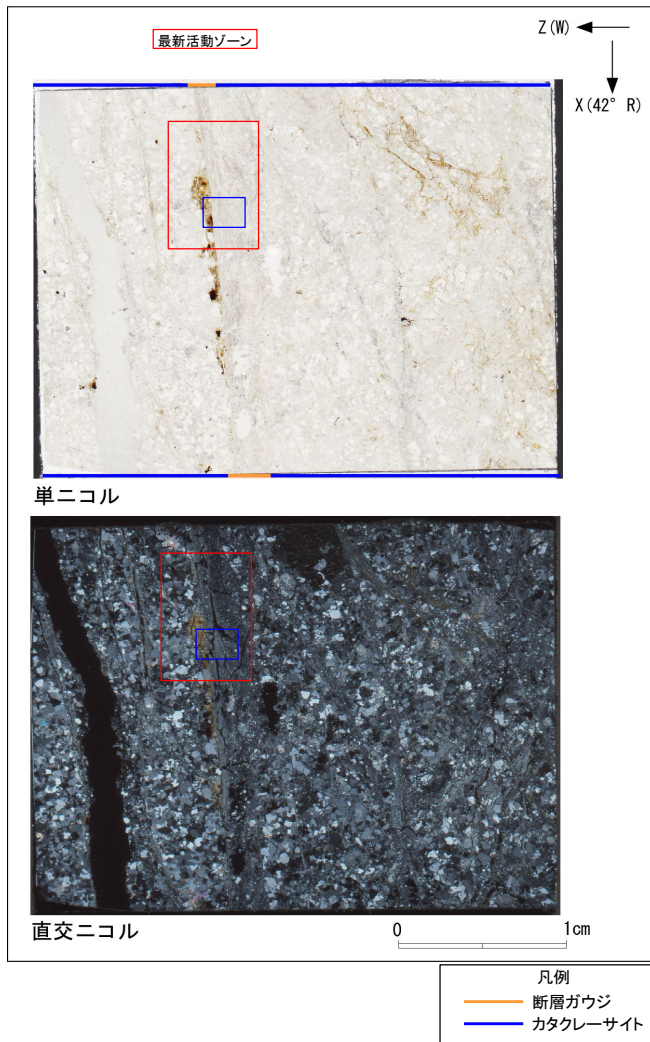 最新活動ゾーン
Z(W)
X(42° R)
単ニコル
直交ニコル
0 1cm
凡例
断層ガウジ
カタクレーサイト